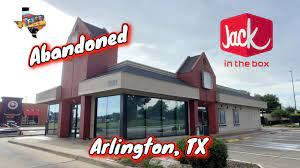 Abandoned
Jack
in the box
Arlington, TX